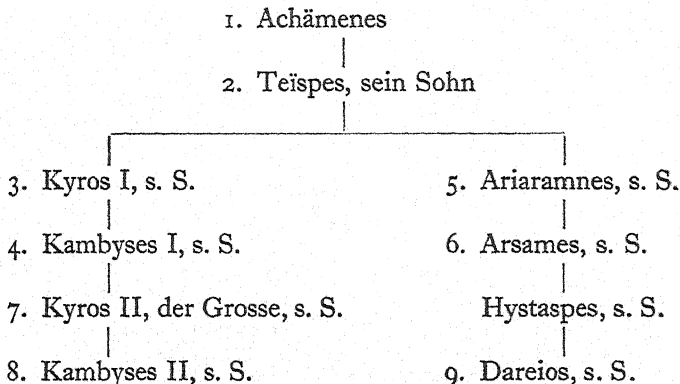 1. Achämenes
2. Teïspes, sein Sohn
3. Kyros I, s. S.
5. Ariaramnes, s. S.
4. Kambyses I, s. S.
6. Arsames, s. S.
7. Kyros II, der Grosse, s. S.
Hystaspes, s. S.
8. Kambyses II, s. S.
9. Dareios, s. S.